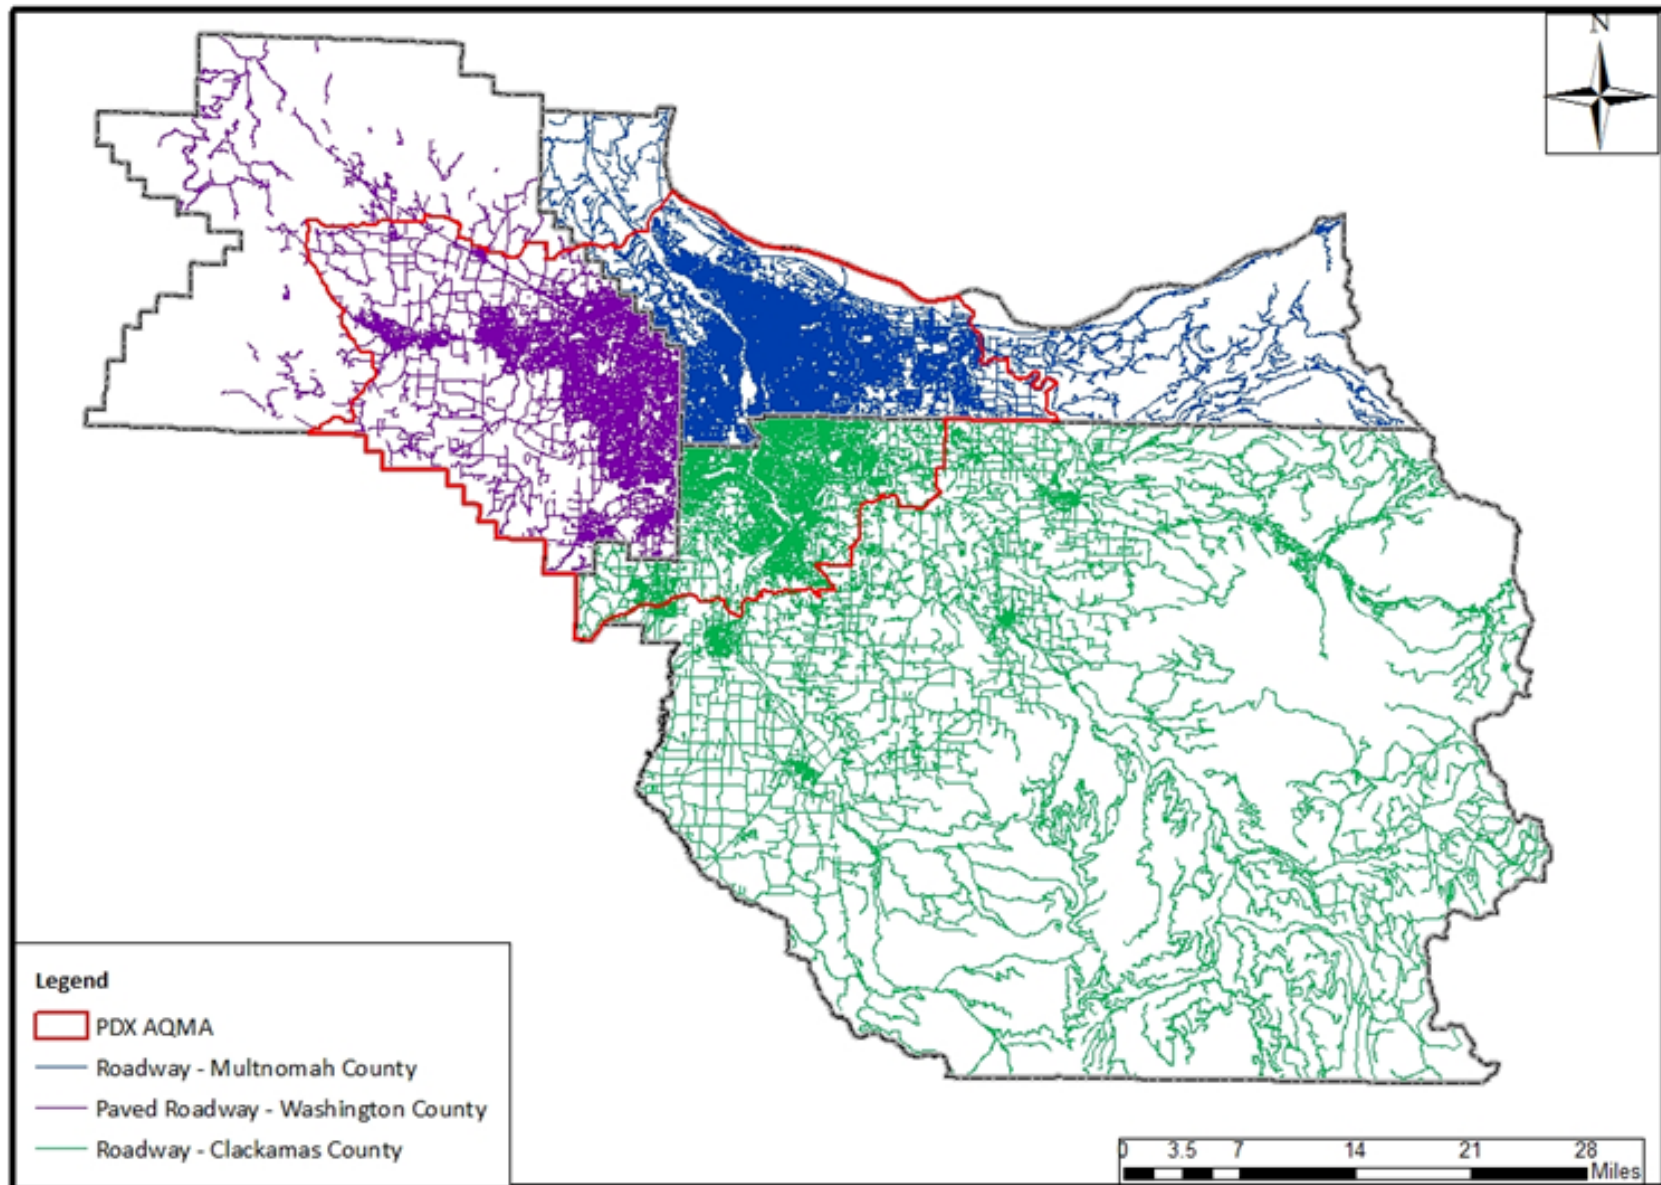 N
Legend
PDX AQMA
Roadway - Multnomah County
Paved Roadway - Washington County
Roadway - Clackamas County
0 3.5 7 14 21 28
Miles